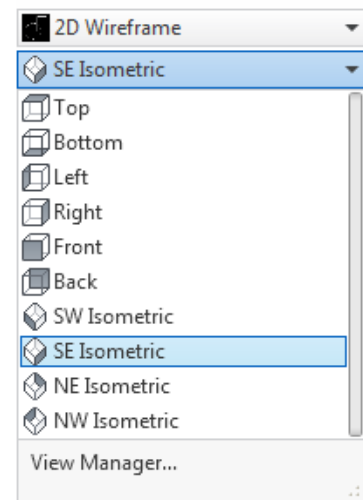 2D Wireframe
SE Isometric
Top
Bottom
Left
Right
Front
Back
SW Isometric
SE Isometric
NE Isometric
NW Isometric
View Manager...